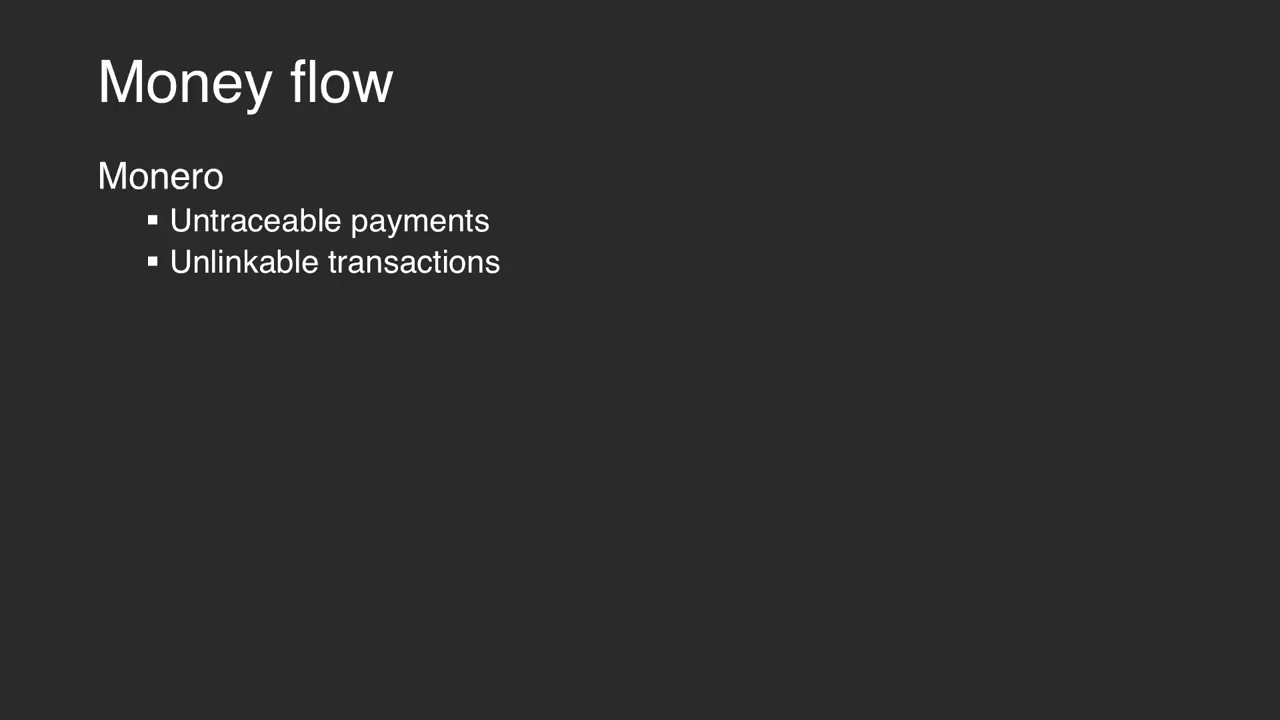 Money flow
Monero
▪ Untraceable payments
▪ Unlinkable transactions